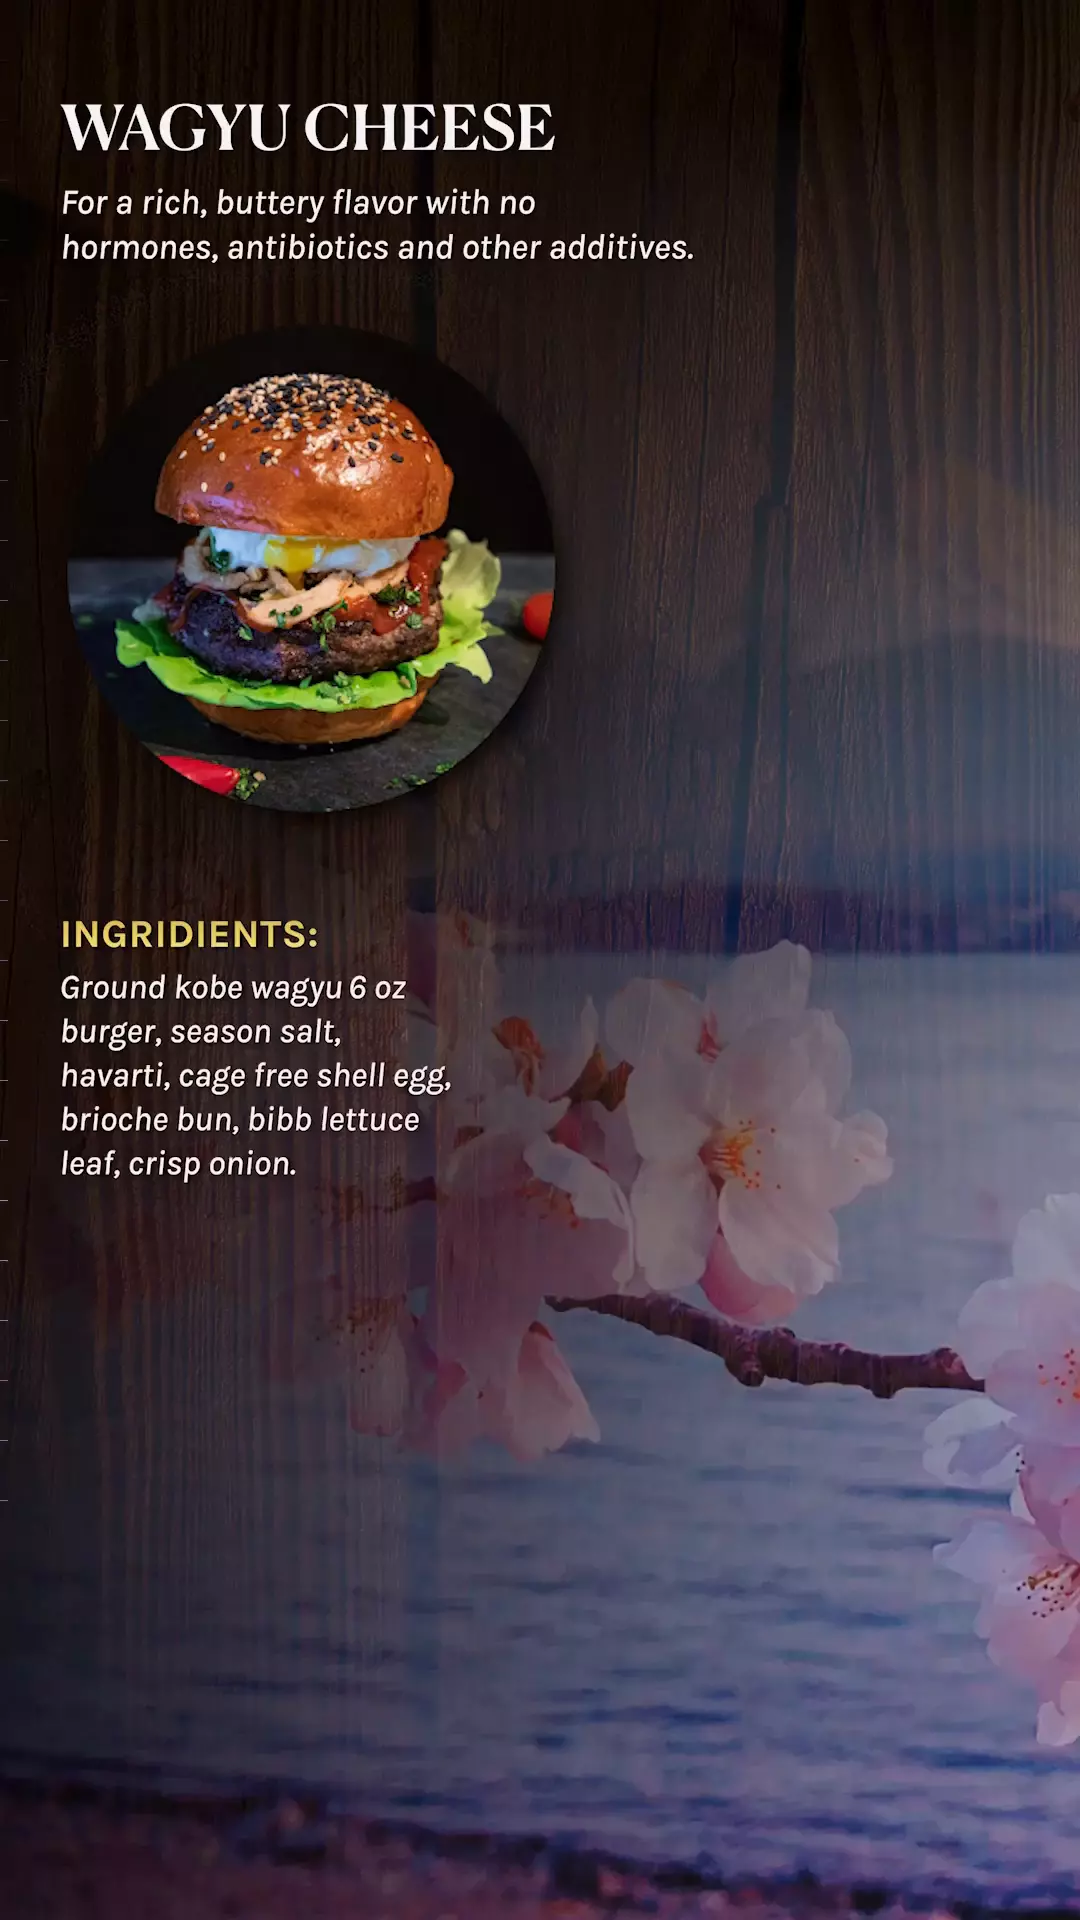 WAGYU CHEESE
For a rich, buttery flavor with no
hormones, antibiotics and other additives.
INGRIDIENTS:
Ground kobe wagyu 6 oz
burger, season salt,
havarti, cage free shell egg,
brioche bun, bibb lettuce
leaf, crisp onion.